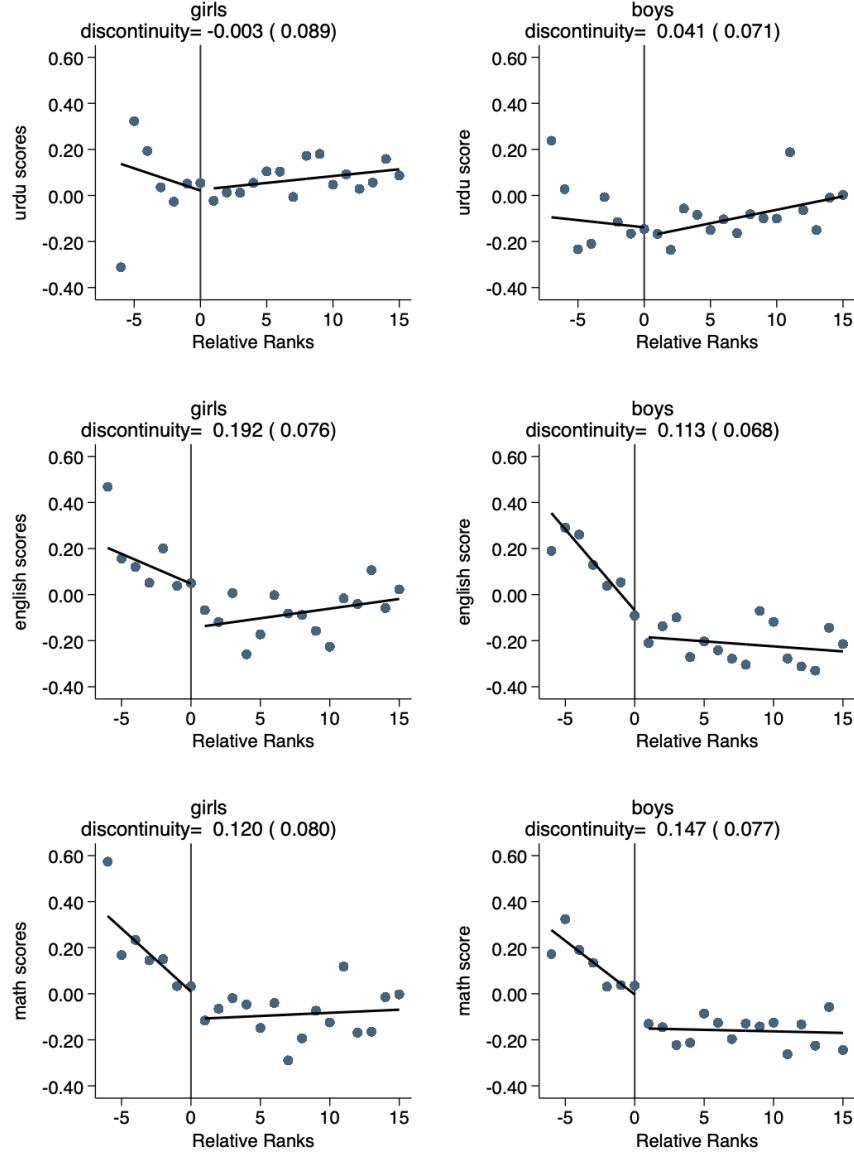 girls
discontinuity= -0.003 ( 0.089)
0.60
0.40
0.20
0.00
-0.20
-0.40
urdu scores
-5 0 5 10 15
Relative Ranks
boys
discontinuity= 0.041 ( 0.071)
0.60
0.40
0.20
0.00
-0.20
-0.40
urdu score
-5 0 5 10 15
Relative Ranks
girls
discontinuity= 0.192 ( 0.076)
0.60
0.40
0.20
0.00
-0.20
-0.40
english scores
-5 0 5 10 15
Relative Ranks
boys
discontinuity= 0.113 ( 0.068)
0.60
0.40
0.20
0.00
-0.20
-0.40
english score
-5 0 5 10 15
Relative Ranks
girls
discontinuity= 0.120 ( 0.080)
0.60
0.40
0.20
0.00
-0.20
-0.40
math scores
-5 0 5 10 15
Relative Ranks
boys
discontinuity= 0.147 ( 0.077)
0.60
0.40
0.20
0.00
-0.20
-0.40
math score
-5 0 5 10 15
Relative Ranks